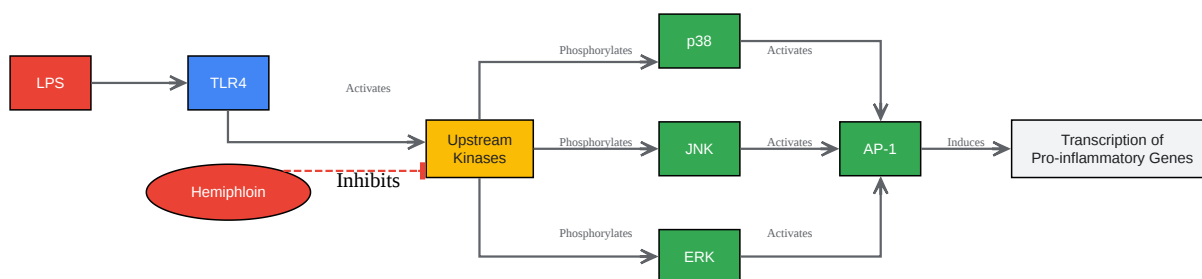 LPS
TLR4
Activates
Hemiphloin
Inhibits
Upstream
Kinases
Phosphorylates
p38
Activates
Phosphorylates
JNK
Activates
Phosphorylates
ERK
Activates
AP-1
Induces
Transcription of
Pro-inflammatory Genes